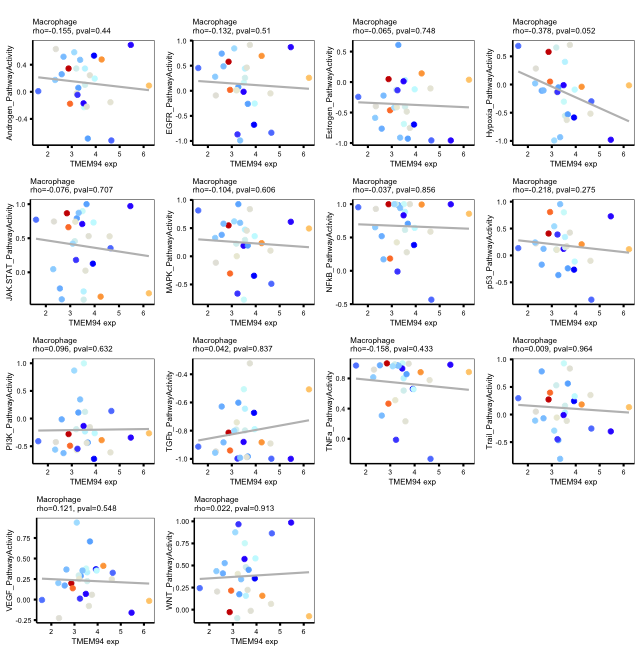 Macrophage
rho=-0.155, pval=0.44
Androgen_PathwayActivity
0.4
0.0
-0.4
2 3 4 5 6
TMEM94 exp
Macrophage
rho=-0.132, pval=0.51
EGFR_PathwayActivity
1.0
0.5
0.0
-0.5
-1.0
2 3 4 5 6
TMEM94 exp
Macrophage
rho=-0.065, pval=0.748
Estrogen_PathwayActivity
0.5
0.0
-0.5
-1.0
2 3 4 5 6
TMEM94 exp
Macrophage
rho=-0.378, pval=0.052
Hypoxia_PathwayActivity
0.5
0.0
-0.5
-1.0
2 3 4 5 6
TMEM94 exp
Macrophage
rho=-0.076, pval=0.707
JAK-STAT_PathwayActivity
1.0
0.5
0.0
2 3 4 5 6
TMEM94 exp
Macrophage
rho=-0.104, pval=0.606
MAPK_PathwayActivity
1.0
0.5
0.0
-0.5
2 3 4 5 6
TMEM94 exp
Macrophage
rho=-0.037, pval=0.856
NFkB_PathwayActivity
1.0
0.5
0.0
-0.5
2 3 4 5 6
TMEM94 exp
Macrophage
rho=-0.218, pval=0.275
p53_PathwayActivity
1.0
0.5
0.0
-0.5
2 3 4 5 6
TMEM94 exp
Macrophage
rho=0.096, pval=0.632
PI3K_PathwayActivity
1.0
0.5
0.0
-0.5
2 3 4 5 6
TMEM94 exp
Macrophage
rho=0.042, pval=0.837
TGFb_PathwayActivity
-0.4
-0.6
-0.8
-1.0
2 3 4 5 6
TMEM94 exp
Macrophage
rho=-0.158, pval=0.433
TNFa_PathwayActivity
0.8
0.4
0.0
2 3 4 5 6
TMEM94 exp
Macrophage
rho=0.009, pval=0.964
Trail_PathwayActivity
1.0
0.5
0.0
-0.5
2 3 4 5 6
TMEM94 exp
Macrophage
rho=0.121, pval=0.548
VEGF_PathwayActivity
0.75
0.50
0.25
0.00
-0.25
2 3 4 5 6
TMEM94 exp
Macrophage
rho=0.022, pval=0.913
WNT_PathwayActivity
1.00
0.75
0.50
0.25
0.00
2 3 4 5 6
TMEM94 exp